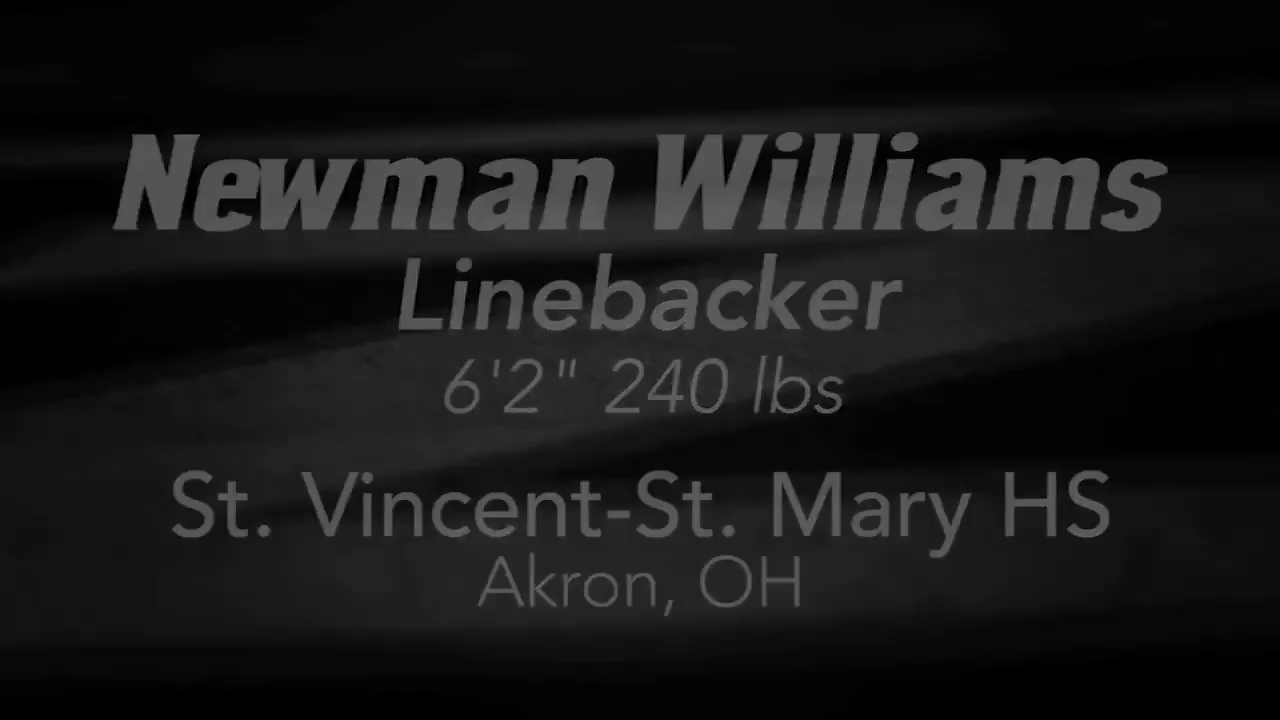 Newman Williams
Linebacker
6'2" 240 lbs
St. Vincent-St. Mary HS
Akron, OH